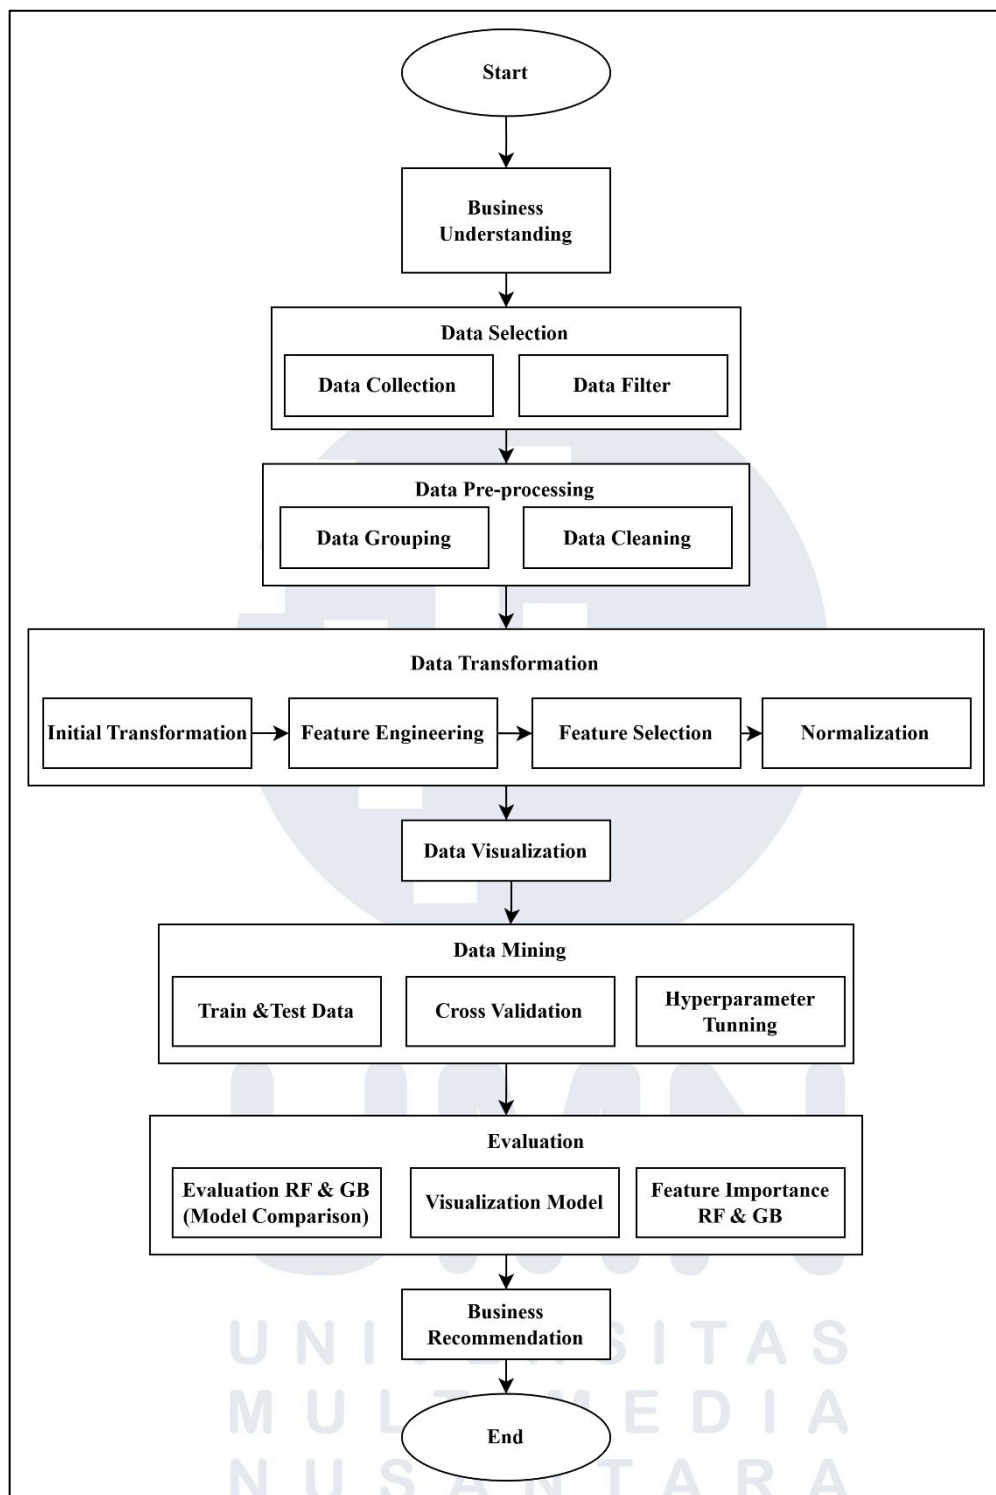 Start
Business
Understanding
Data Selection
Data Collection
Data Filter
Data Pre-processing
Data Grouping
Data Cleaning
Data Transformation
Initial Transformation
Feature Engineering
Feature Selection
Normalization
Data Visualization
Data Mining
Train &Test Data
Cross Validation
Hyperparameter
Tunning
Evaluation
Evaluation RF & GB
(Model Comparison)
Visualization Model
Feature Importance
RF & GB
Business
Recommendation
End
UMN
UNIVERSITAS
MULTIMEDIA
NUSANTARA